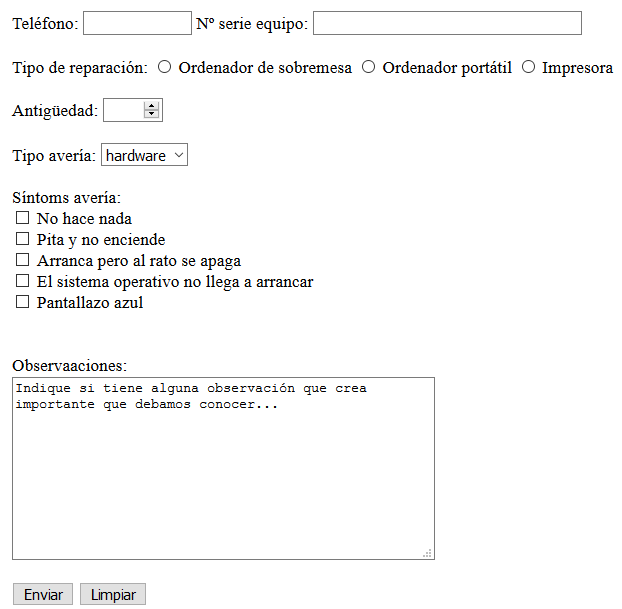 Teléfono: Nº serie equipo:
Tipo de reparación: Ordenador de sobremesa Ordenador portátil Impresora
Antigüedad:
Tipo avería: hardware
Síntoms avería:
No hace nada
Pita y no enciende
Arranca pero al rato se apaga
El sistema operativo no llega a arrancar
Pantallazo azul
Observaaciones:
Indique si tiene alguna observación que crea
importante que debamos conocer...
Enviar Limpiar